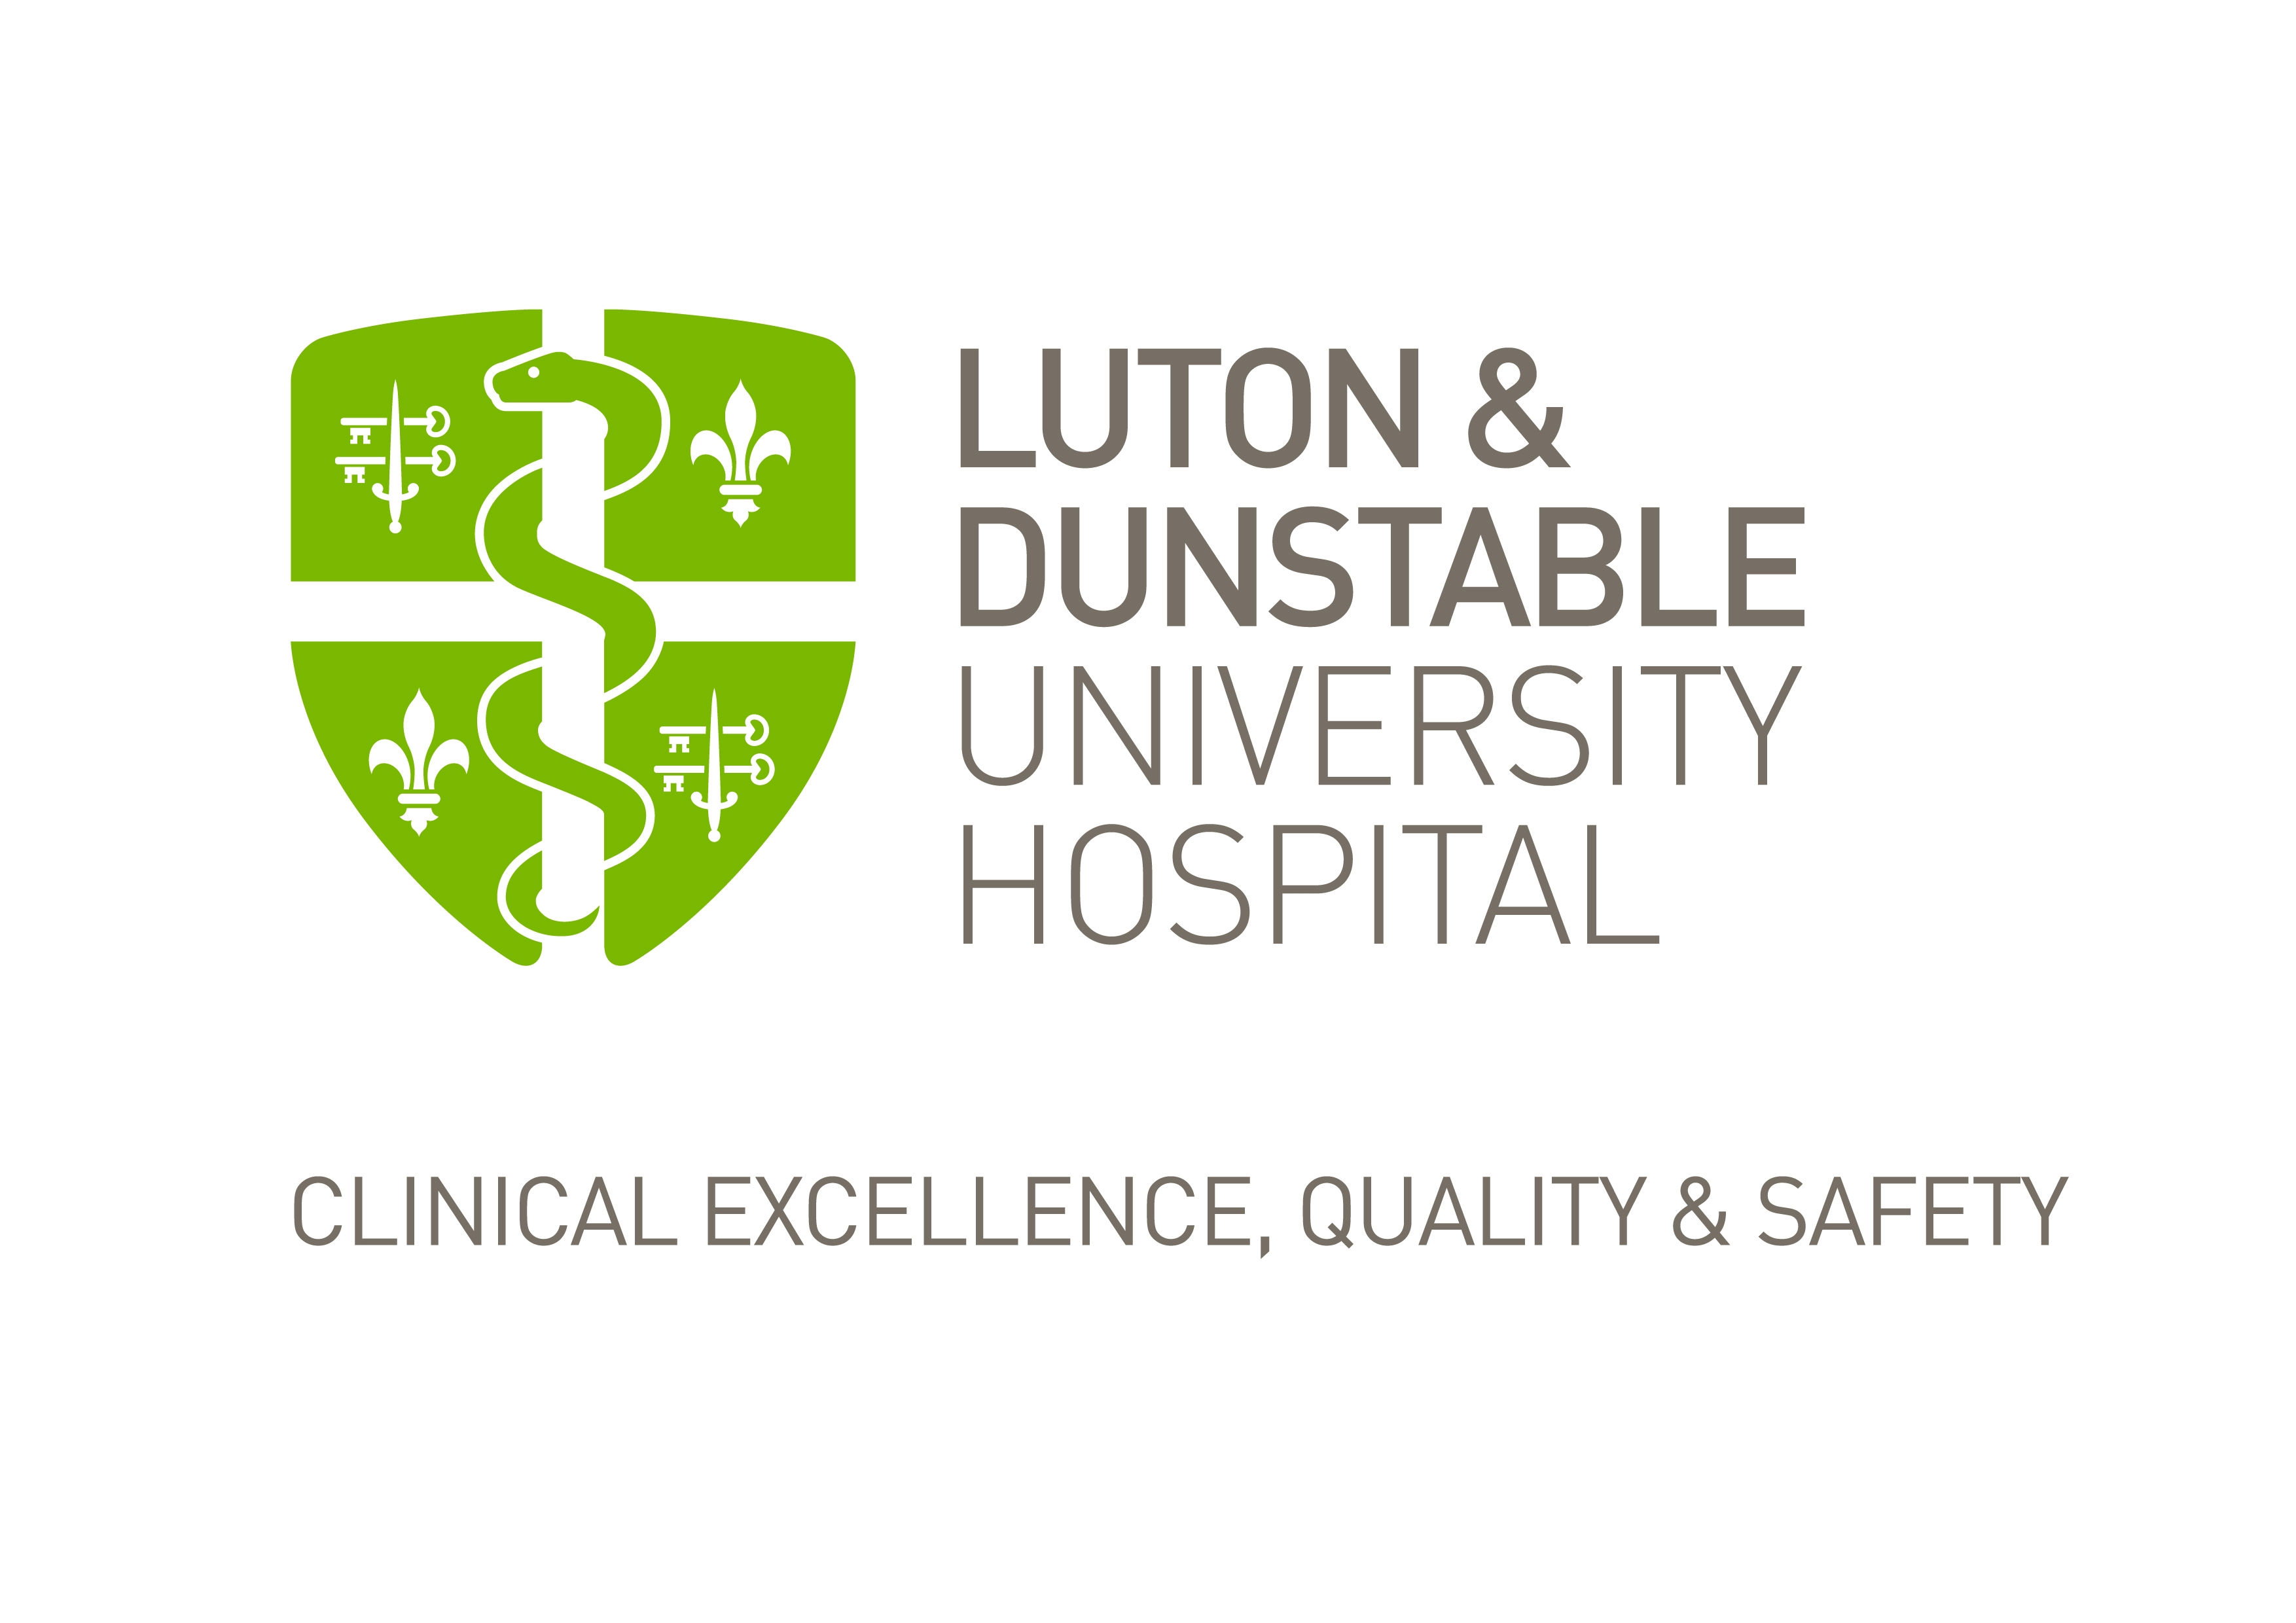 LUTON &
DUNSTABLE
UNIVERSITY
HOSPITAL
CLINICAL EXCELLENCE, QUALITY & SAFETY